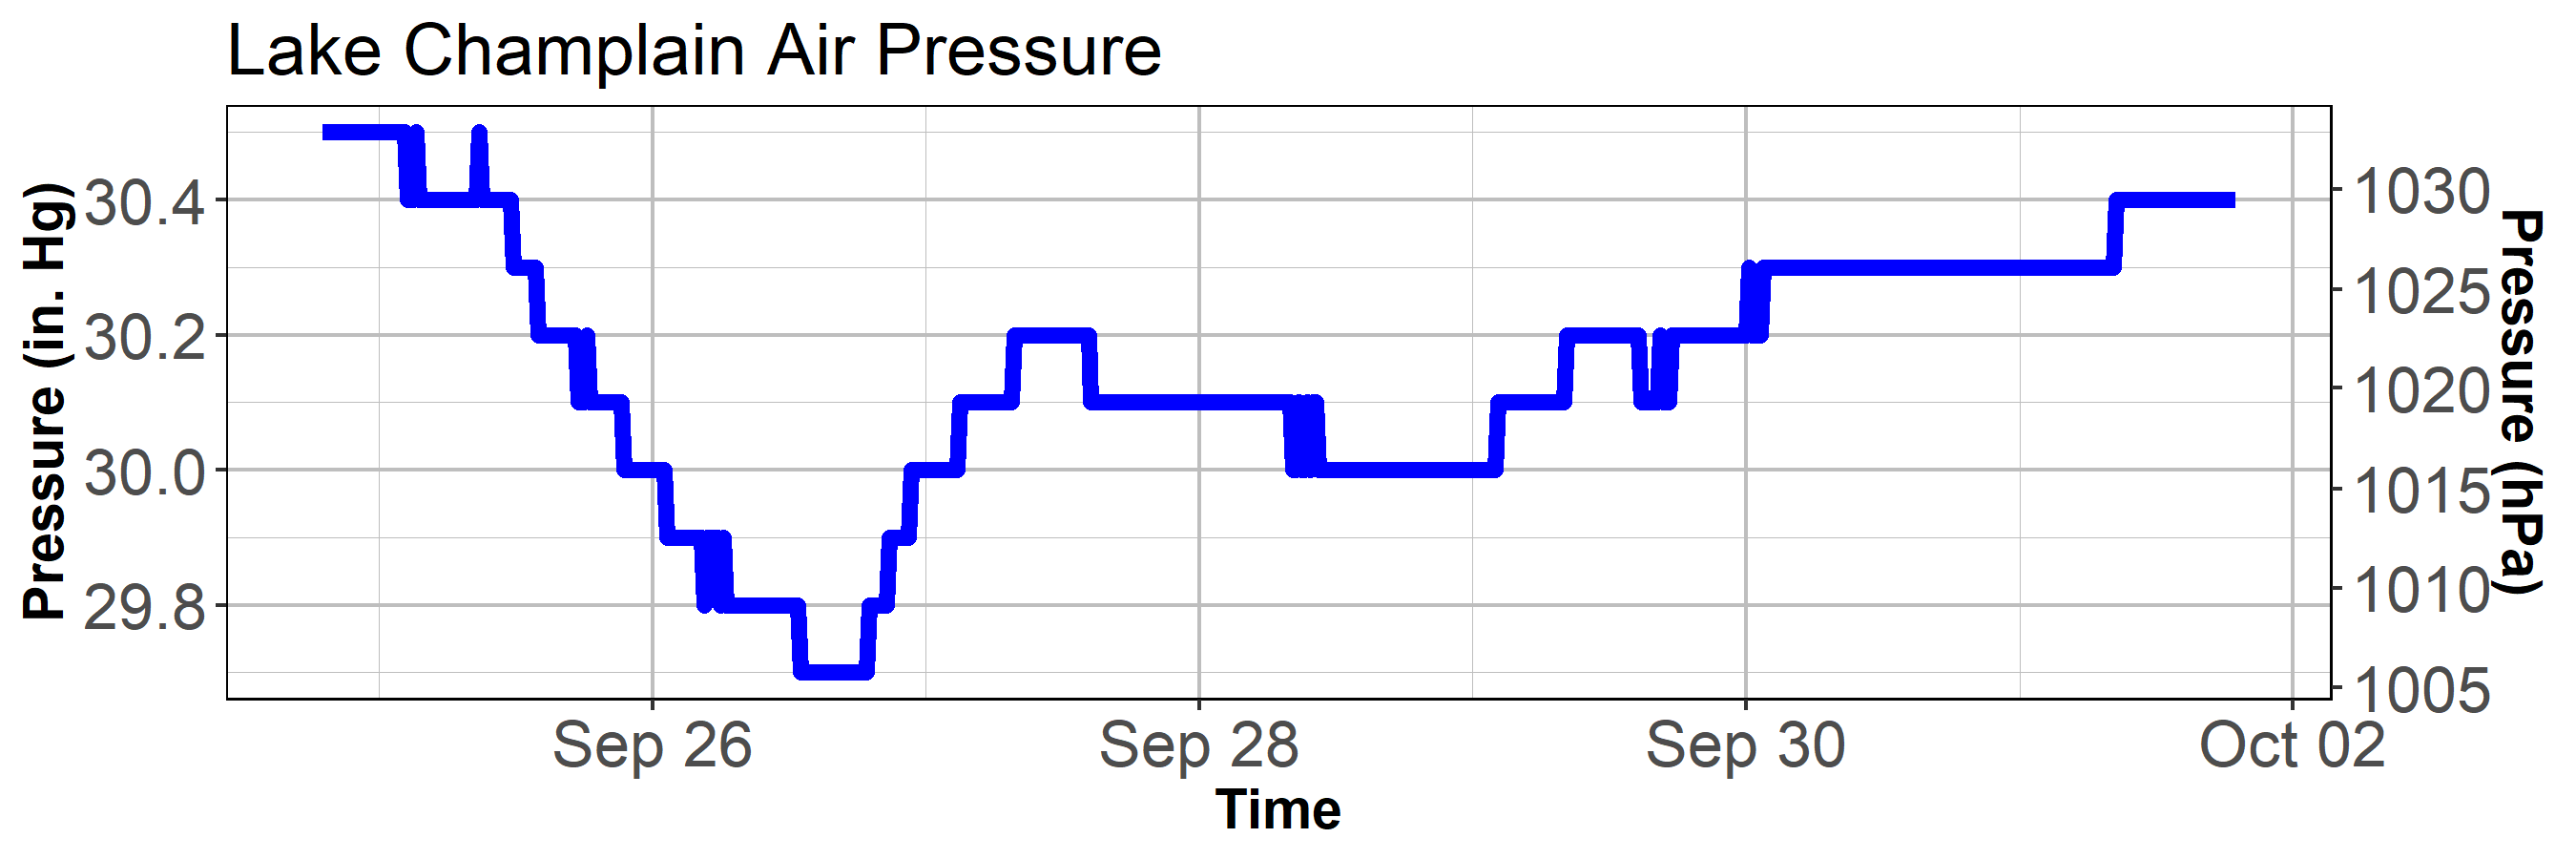 Lake Champlain Air Pressure
Pressure (in. Hg)
30.4
30.2
30.0
29.8
1030
1025
1020
1015
1010
1005
Pressure (hPa)
Sep 26
Sep 28
Sep 30
Oct 02
Time